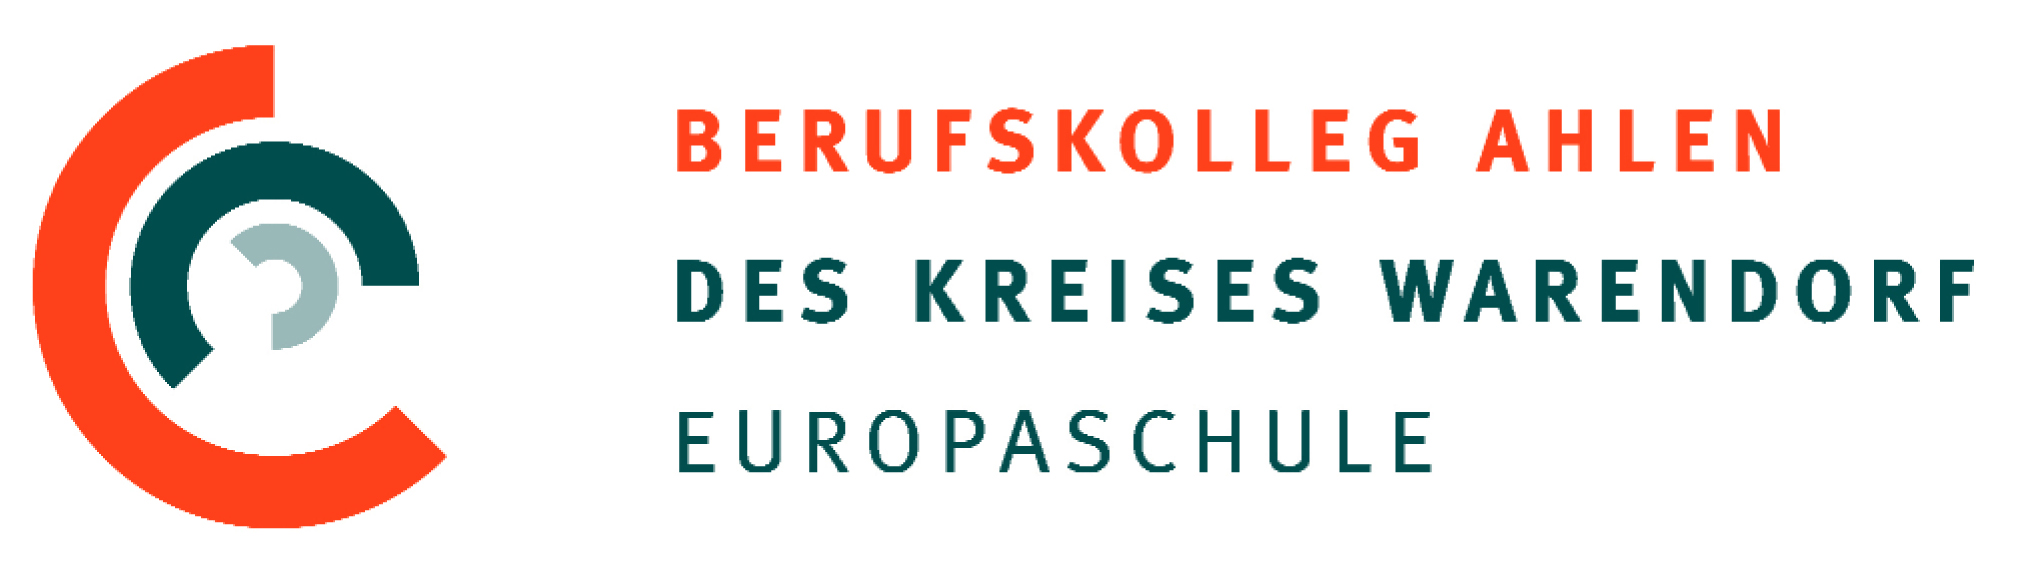 BERUFSKOLLEG AHLEN
DES KREISES WARENDORF
EUROPASCHULE